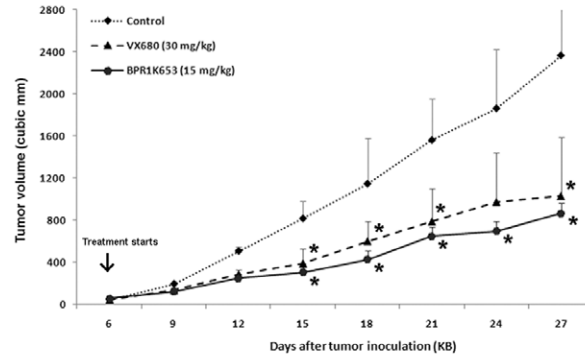 2800
2400
2000
1600
1200
800
400
0
Tumor volume (cubic mm)
Control
VX680 (30 mg/kg)
BPR1K653 (15 mg/kg)
Treatment starts
* * * *
* * * * *
6 9 12 15 18 21 24 27
Days after tumor inoculation (KB)